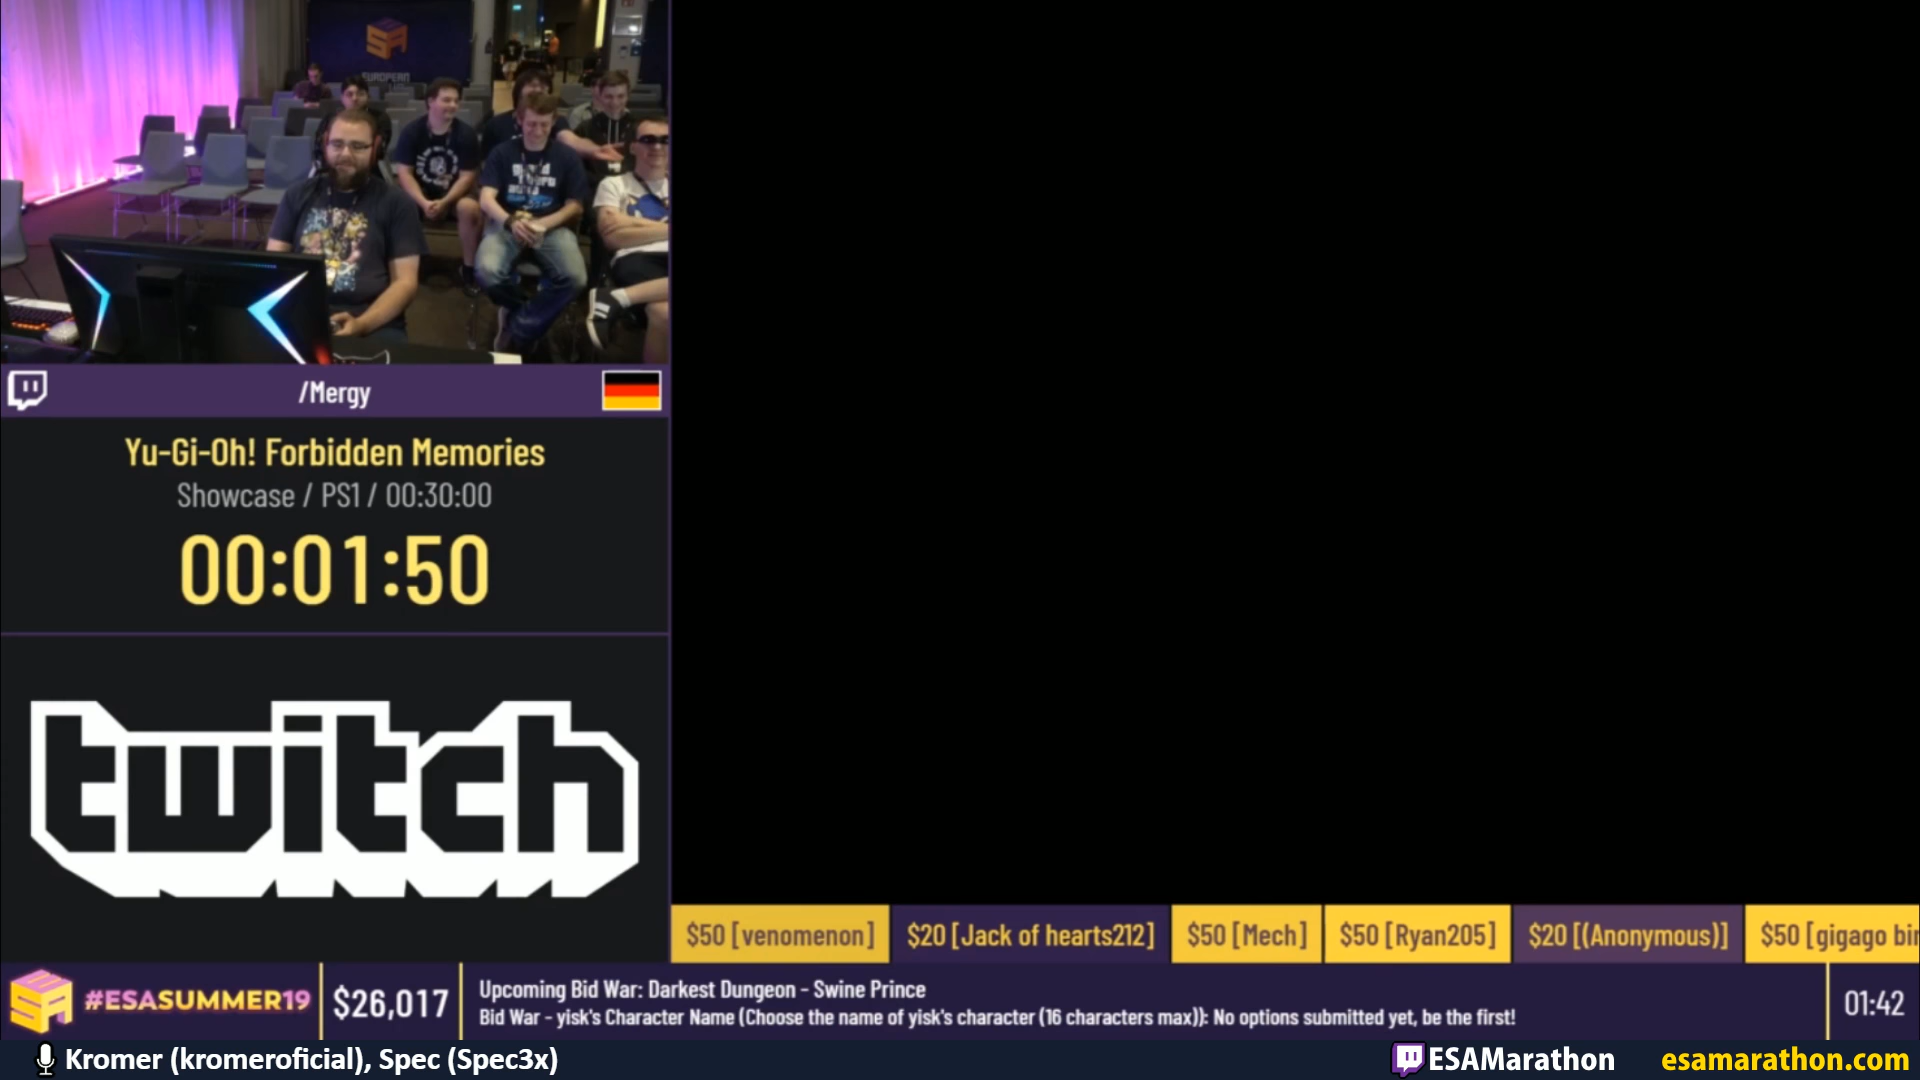 EUROPEAN
/Mergy
Yu-Gi-Oh! Forbidden Memories
Showcase / PS1 / 00:30:00
00:01:50
twitch
$50 [venomenon]
$20 [Jack of hearts212]
$50 [Mech]
$50 [Ryan205]
$20 [(Anonymous)]
$50 [gigago
#ESASUMMER19
$26,017
Upcoming Bid War: Darkest Dungeon - Swine Prince
Bid War - yisk's Character Name (Choose the name of yisk's character (16 characters max)): No options submitted yet, be the first!
01:42
Kromer (kromeroficial), Spec (Spec3x)
ESAMarathon
esamarathon.com